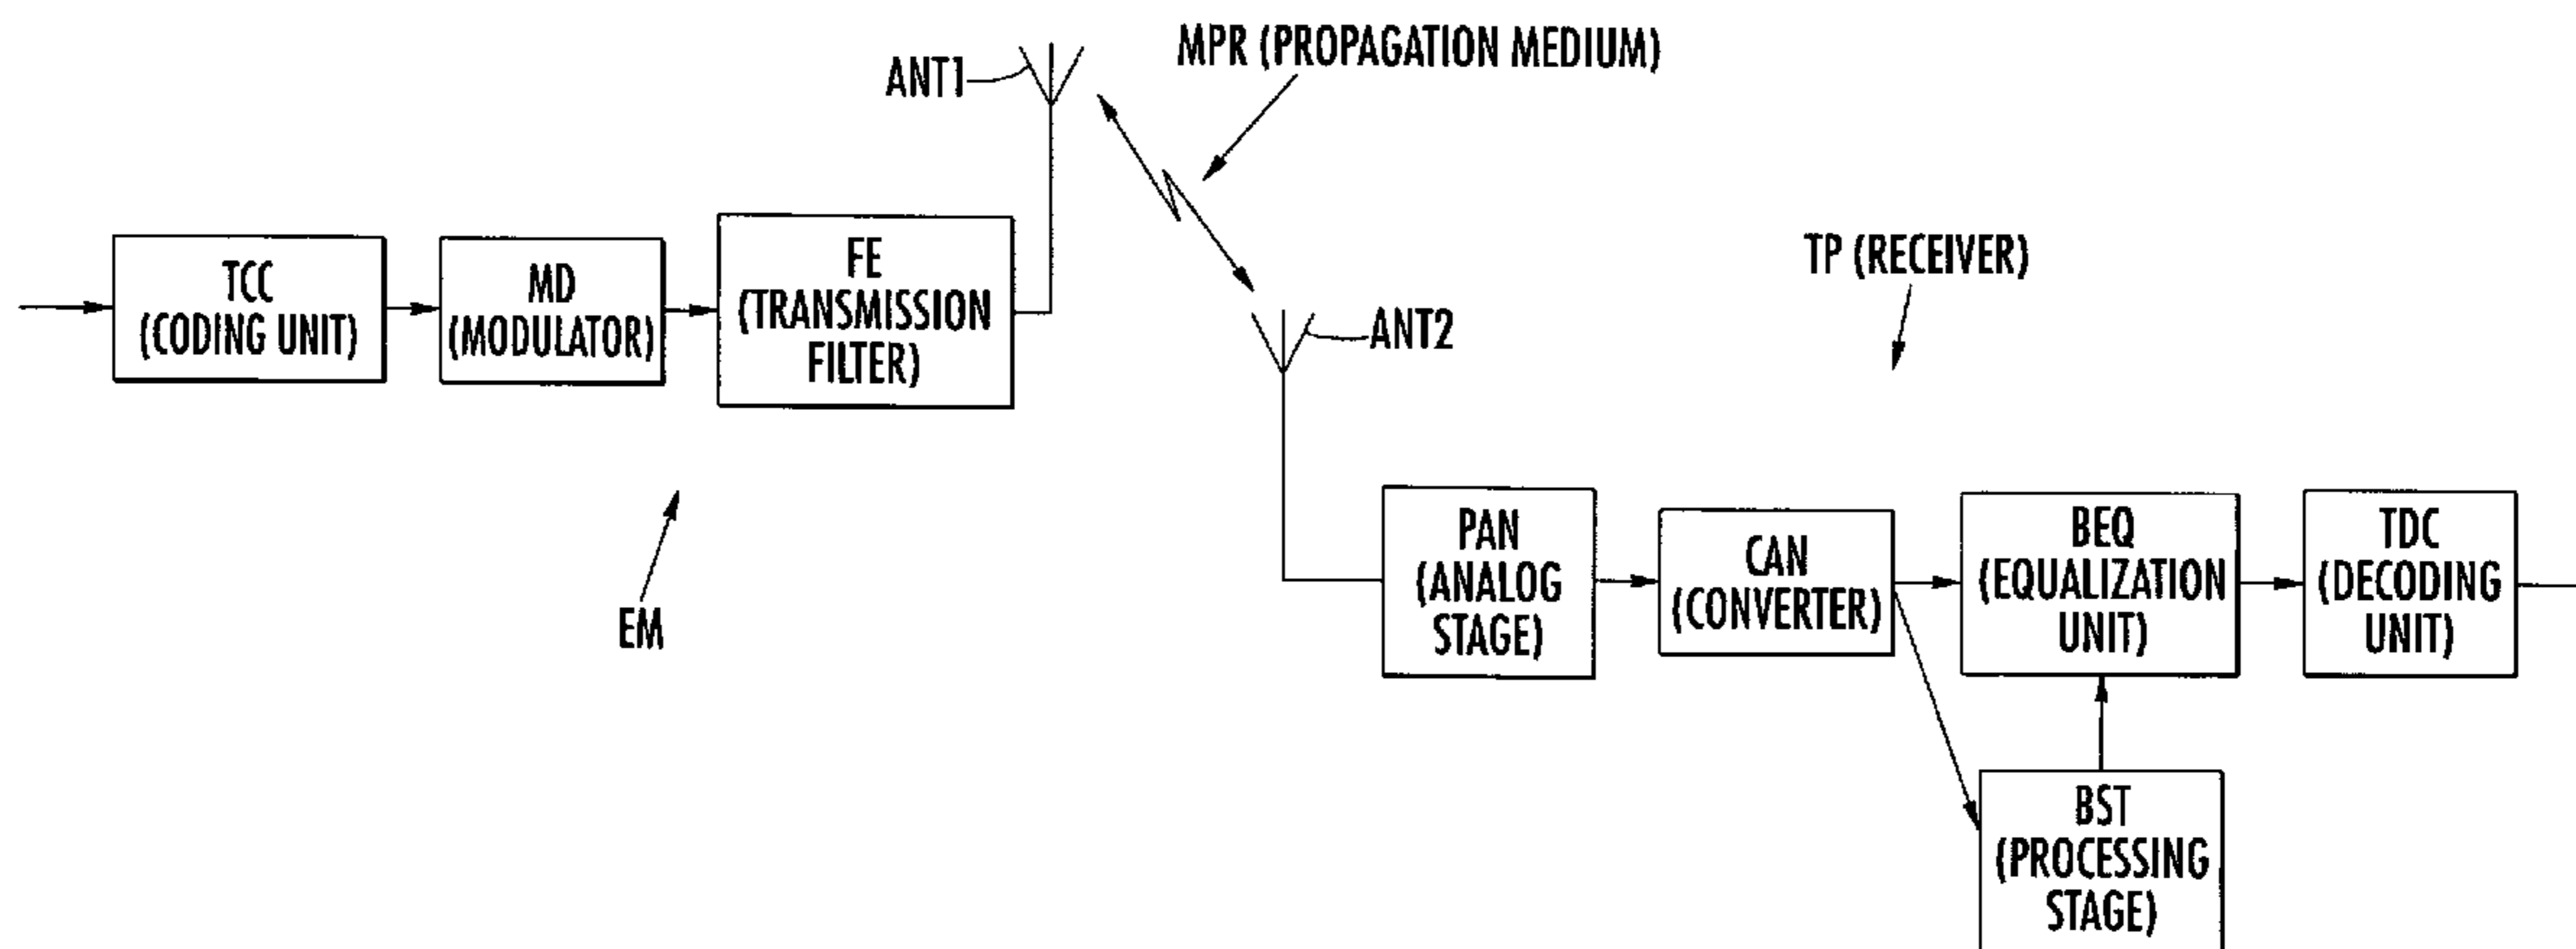 MPR (PROPAGATION MEDIUM)
ANT1
TCC
(CODING UNIT)
MD
(MODULATOR)
FE
(TRANSMISSION
FILTER)
TP (RECEIVER)
ANT2
EM
PAN
(ANALOG
STAGE)
CAN
(CONVERTER)
BEQ
(EQUALIZATION
UNIT)
TDC
(DECODING
UNIT)
BST
(PROCESSING
STAGE)